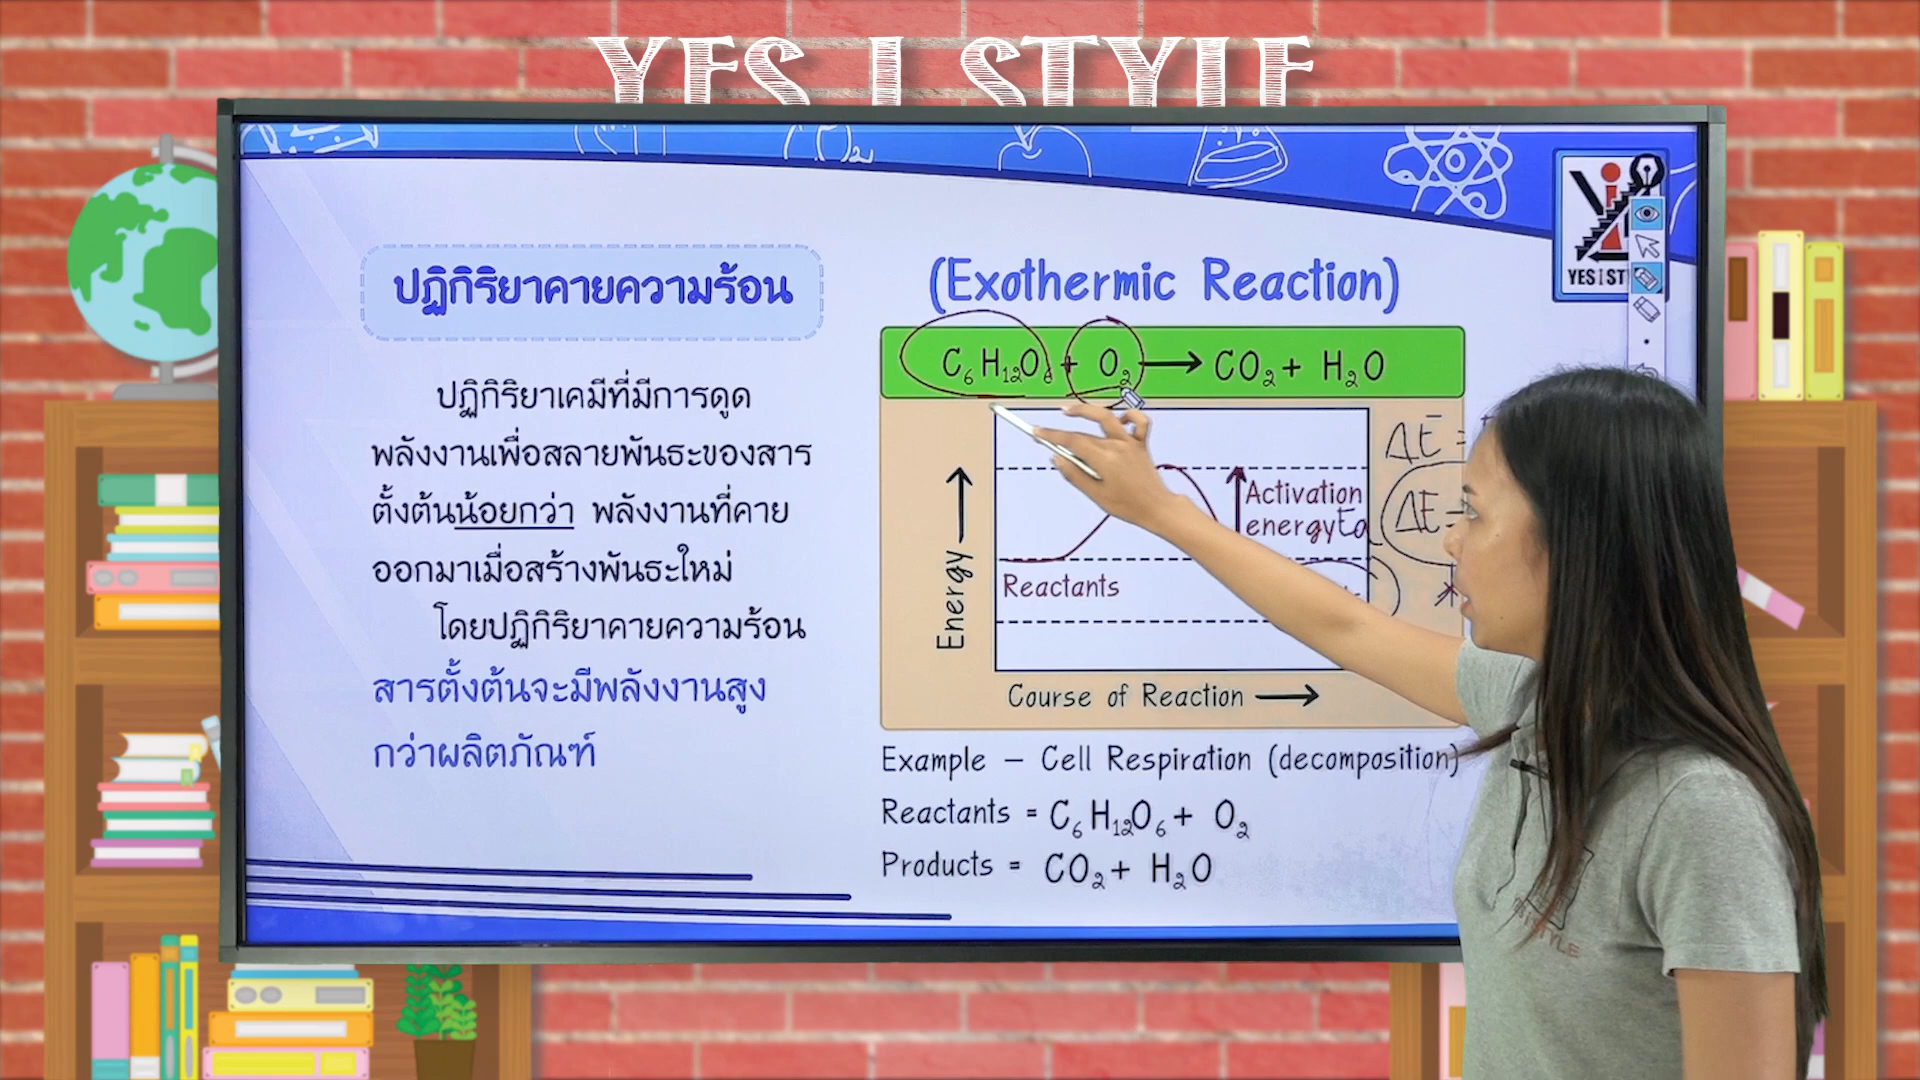 YES I STYLE
YES I ST
ปฏิกิริยาคายความร้อน
(Exothermic Reaction)
ปฏิกิริยาเคมีที่มีการดูด
พลังงานเพื่อสลายพันธะของสาร
ตั้งต้นน้อยกว่า พลังงานที่คาย
ออกมาเมื่อสร้างพันธะใหม่
โดยปฏิกิริยาคายความร้อน
สารตั้งต้นจะมีพลังงานสูง
กว่าผลิตภัณฑ์
C₆H₁₂O₆ + O₂ → CO₂ + H₂O
ΔE =
Activation
energy Ea
ΔE =
Energy →
Reactants
Course of Reaction →
Example – Cell Respiration (decomposition)
Reactants = C₆H₁₂O₆ + O₂
Products = CO₂ + H₂O